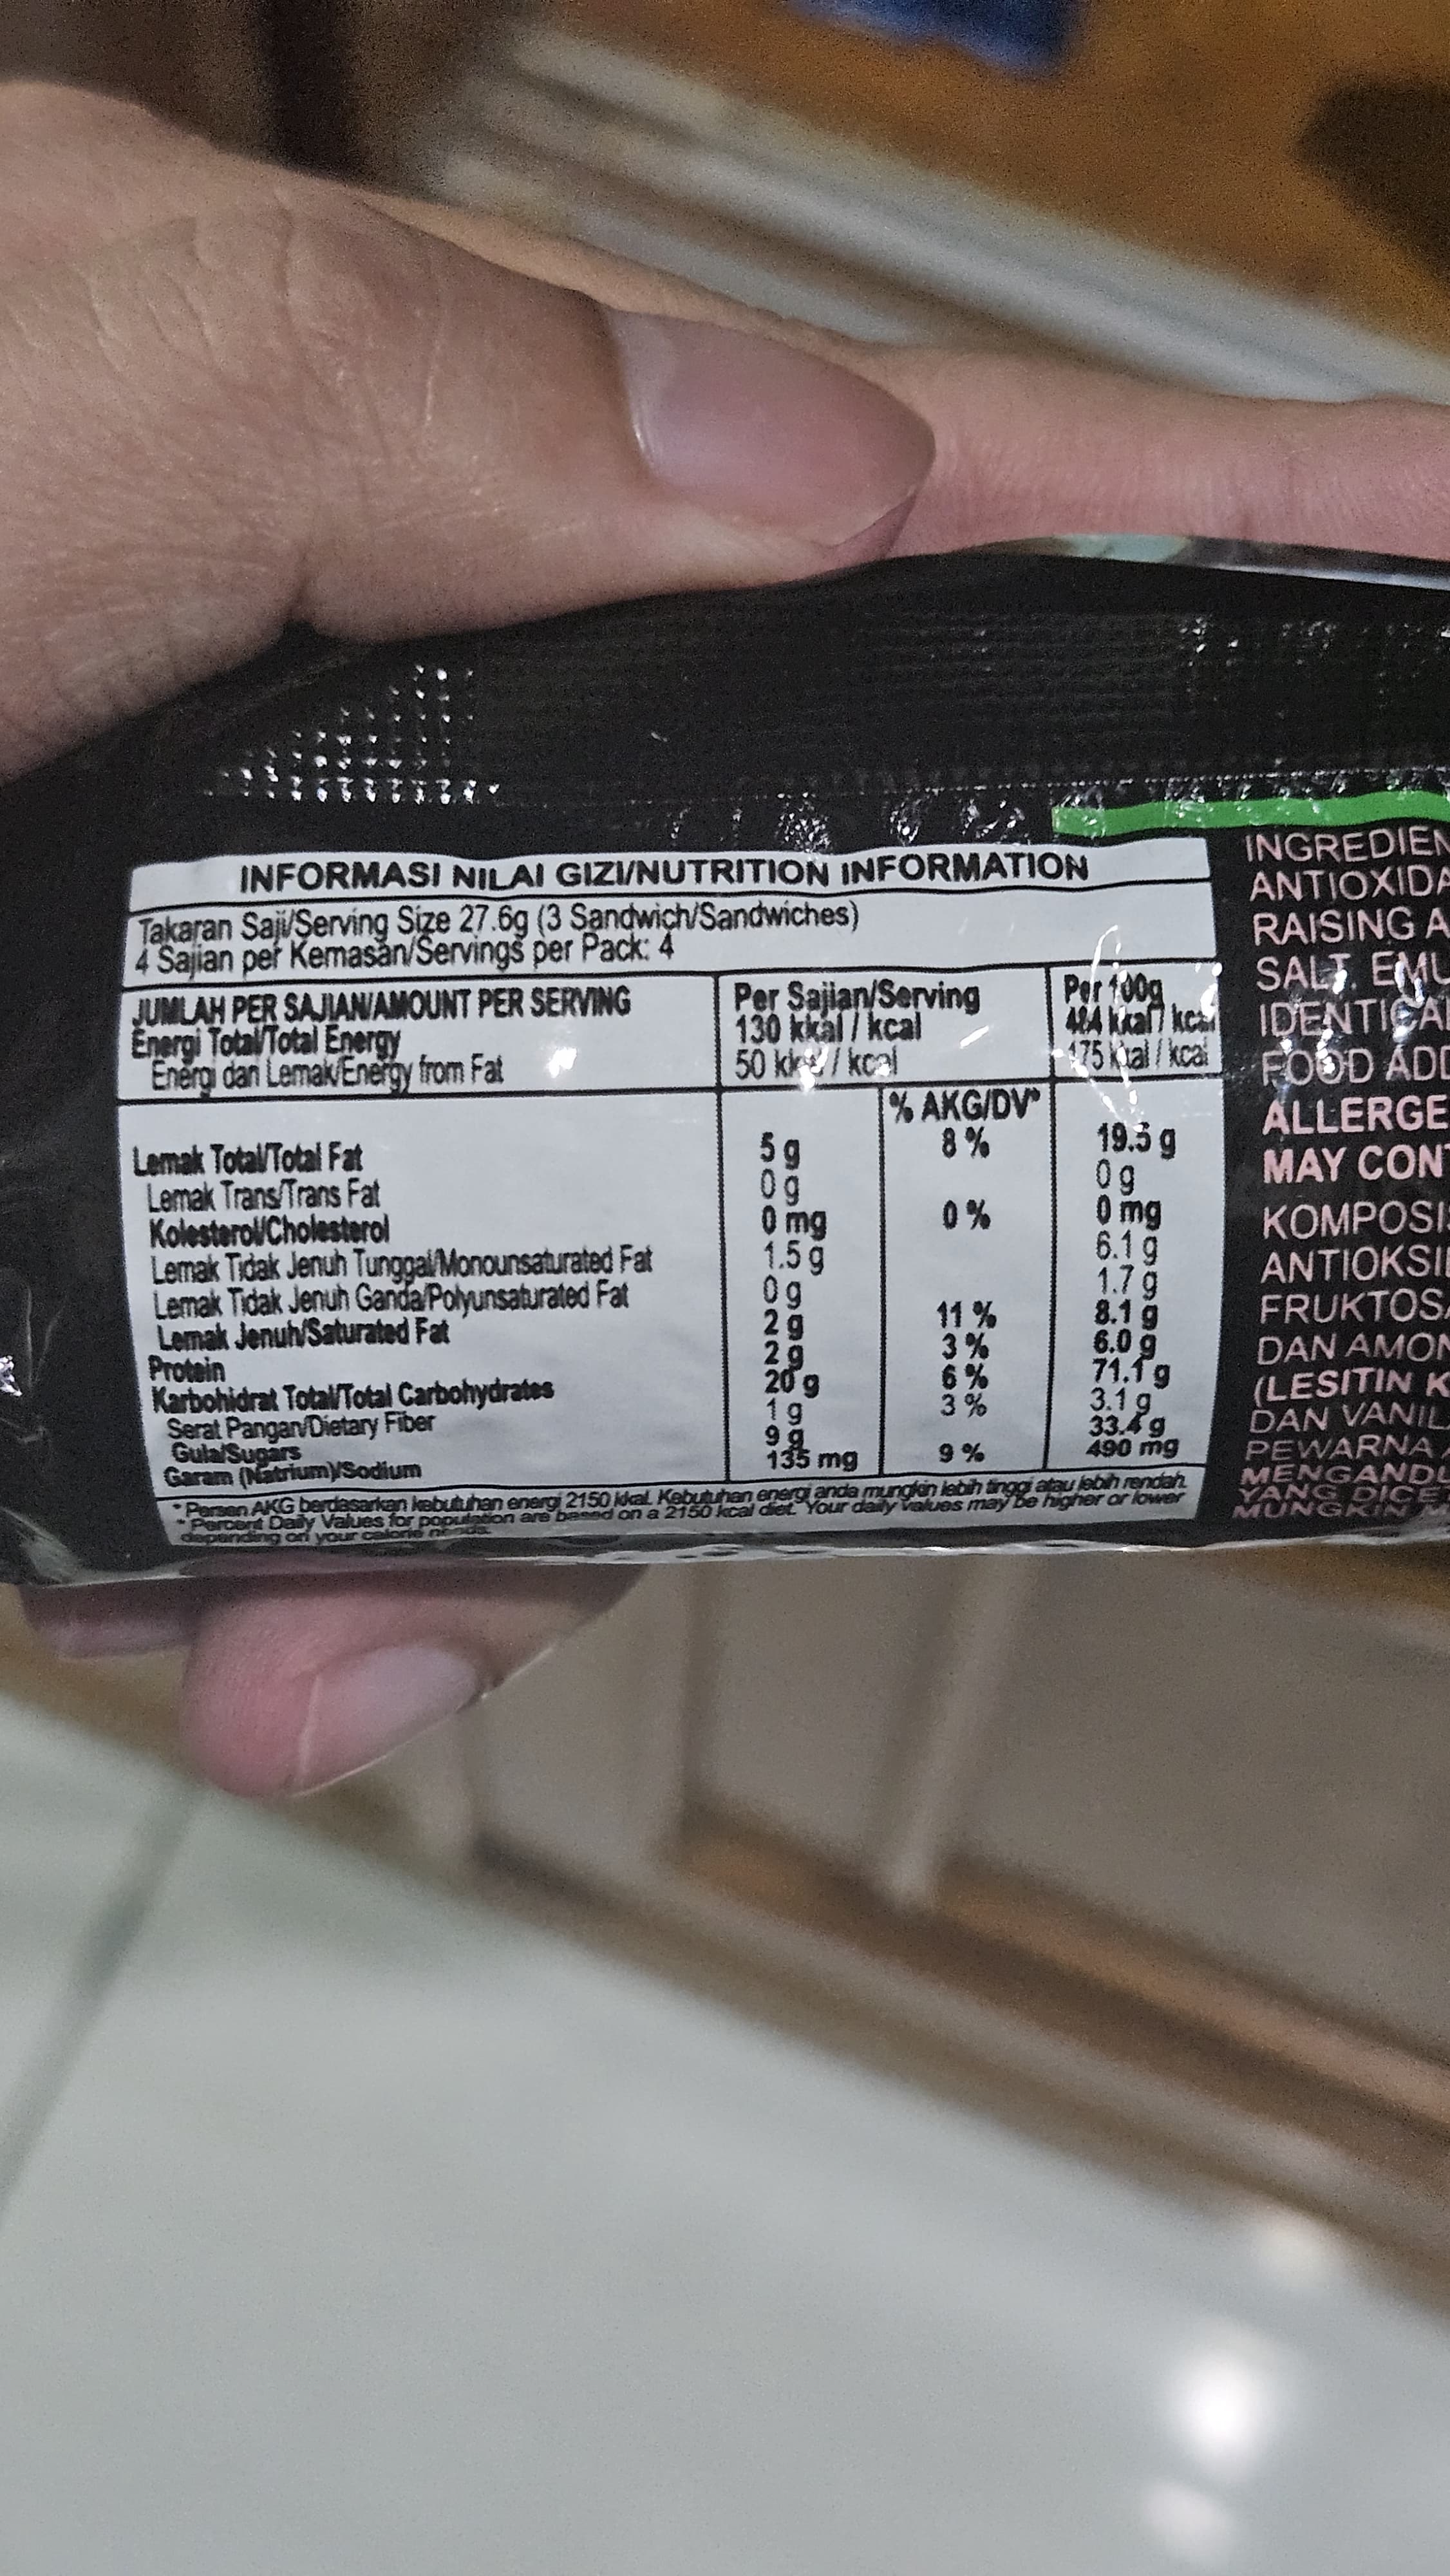 INFORMASI NILAI GIZI/NUTRITION INFORMATION
Takaran Saji/Serving Size 27.6g (3 Sandwich/Sandwiches)
4 Sajian per Kemasan/Servings per Pack: 4
JUMLAH PER SAJIAN/AMOUNT PER SERVING Per Sajian/Serving Per 100g
Energi Total/Total Energy 130 kkal / kcal 484 kkal / kcal
Energi dari Lemak/Energy from Fat 50 kkal / kcal 175 kkal / kcal
% AKG/DV*
Lemak Total/Total Fat 5 g 8 % 19.5 g
Lemak Trans/Trans Fat 0 g 0 g
Kolesterol/Cholesterol 0 mg 0 % 0 mg
Lemak Tidak Jenuh Tunggal/Monounsaturated Fat 1.5 g 6.1 g
Lemak Tidak Jenuh Ganda/Polyunsaturated Fat 0 g 1.7 g
Lemak Jenuh/Saturated Fat 2 g 11 % 8.1 g
Protein 2 g 3 % 6.0 g
Karbohidrat Total/Total Carbohydrates 20 g 6 % 71.1 g
Serat Pangan/Dietary Fiber 1 g 3 % 3.1 g
Gula/Sugars 9 g 33.4 g
Garam (Natrium)/Sodium 135 mg 9 % 490 mg
* Persen AKG berdasarkan kebutuhan energi 2150 kkal. Kebutuhan energi anda mungkin lebih tinggi atau lebih rendah.
* Percent Daily Values for population are based on a 2150 kcal diet. Your daily values may be higher or lower
depending on your calorie needs.
INGREDIEN
ANTIOXIDA
RAISING A
SALT, EMU
IDENTICA
FOOD ADD
ALLERGE
MAY CONT
KOMPOSI
ANTIOKSI
FRUKTOS
DAN AMON
(LESITIN K
DAN VANIL
PEWARNA
MENGANDU
YANG DICE
MUNGKIN M